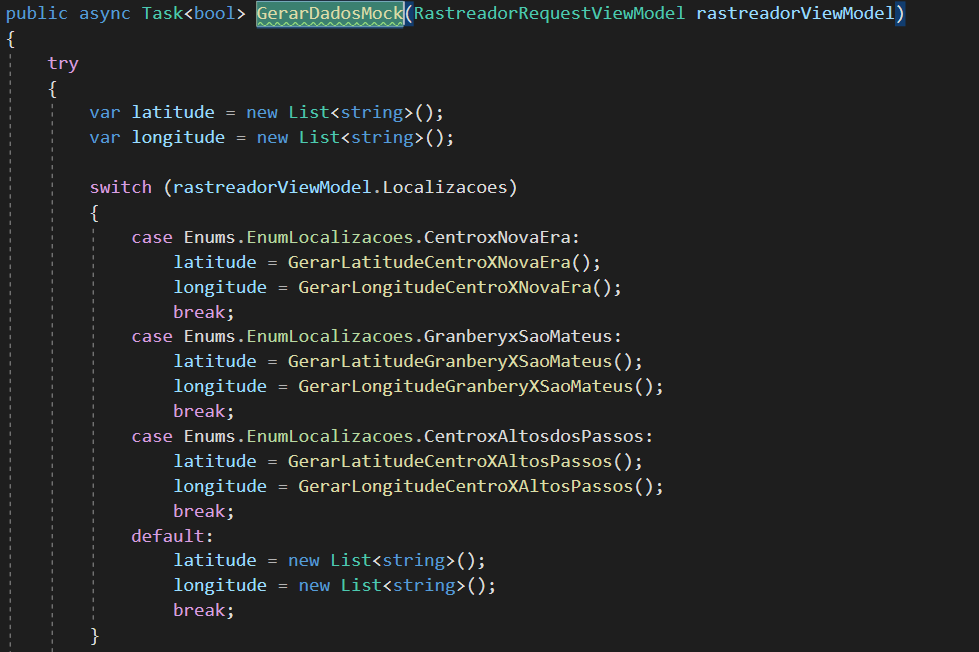 public async Task<bool> GerarDadosMock(RastreadorRequestViewModel rastreadorViewModel)
{
try
{
var latitude = new List<string>();
var longitude = new List<string>();
switch (rastreadorViewModel.Localizacoes)
{
case Enums.EnumLocalizacoes.CentroxNovaEra:
latitude = GerarLatitudeCentroXNovaEra();
longitude = GerarLongitudeCentroXNovaEra();
break;
case Enums.EnumLocalizacoes.GranberyxSaoMateus:
latitude = GerarLatitudeGranberyXSaoMateus();
longitude = GerarLongitudeGranberyXSaoMateus();
break;
case Enums.EnumLocalizacoes.CentroxAltosdosPassos:
latitude = GerarLatitudeCentroXAltosPassos();
longitude = GerarLongitudeCentroXAltosPassos();
break;
default:
latitude = new List<string>();
longitude = new List<string>();
break;
}